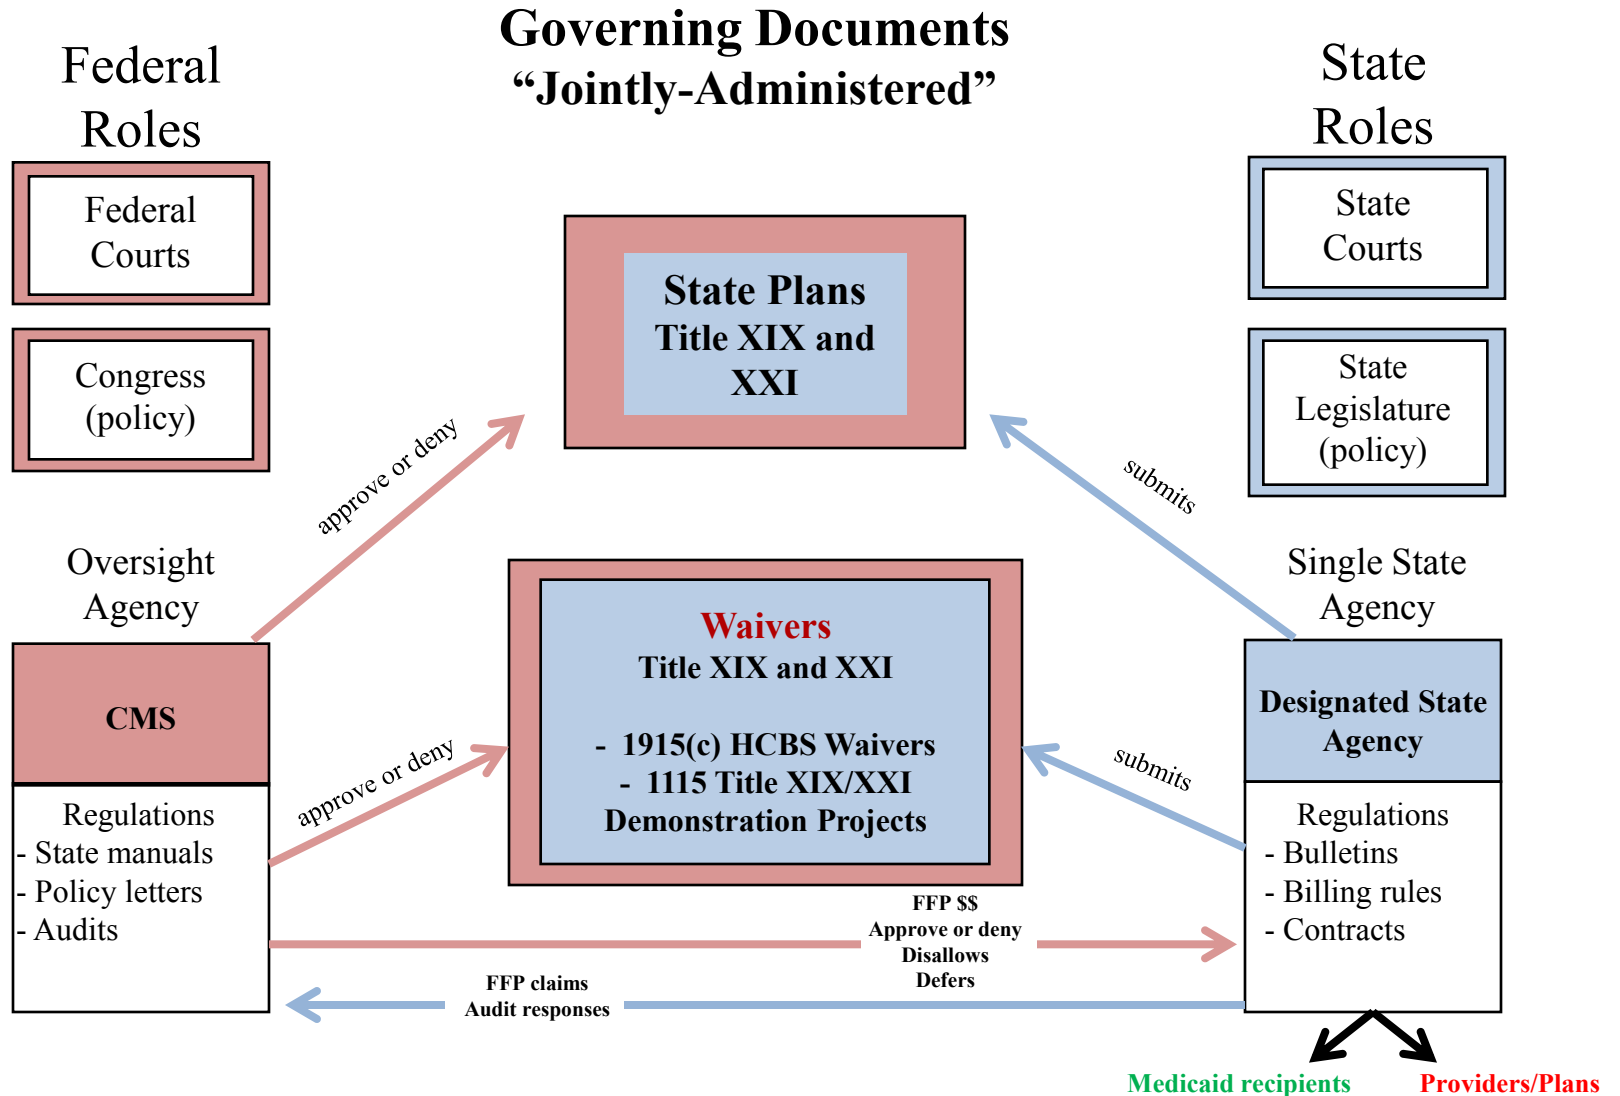 Governing Documents
“Jointly-Administered”
Federal
Roles
Federal
Courts
Congress
(policy)
Oversight
Agency
CMS
Regulations
- State manuals
- Policy letters
- Audits
approve or deny
approve or deny
State Plans
Title XIX and
XXI
Waivers
Title XIX and XXI
- 1915(c) HCBS Waivers
- 1115 Title XIX/XXI
Demonstration Projects
FFP $$
Approve or deny
Disallows
Defers
FFP claims
Audit responses
submits
submits
State
Roles
State
Courts
State
Legislature
(policy)
Single State
Agency
Designated State
Agency
Regulations
- Bulletins
- Billing rules
- Contracts
Medicaid recipients
Providers/Plans